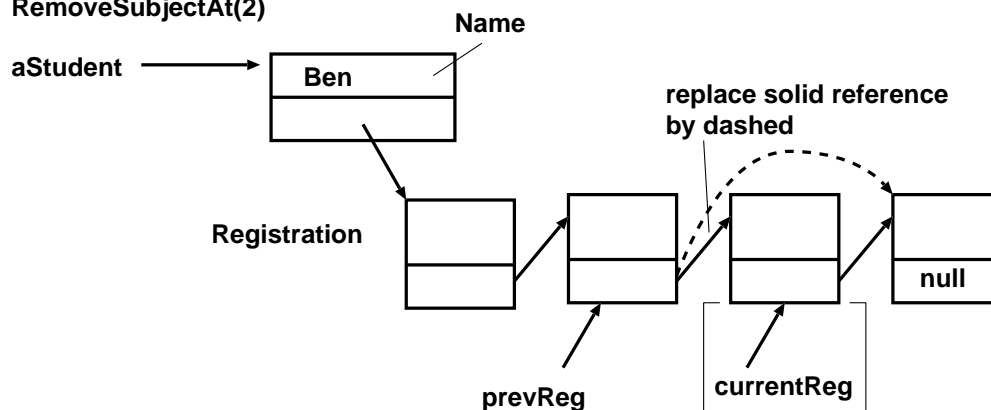 RemoveSubjectAt(2)
Name
aStudent
Ben
replace solid reference
by dashed
Registration
null
prevReg
currentReg